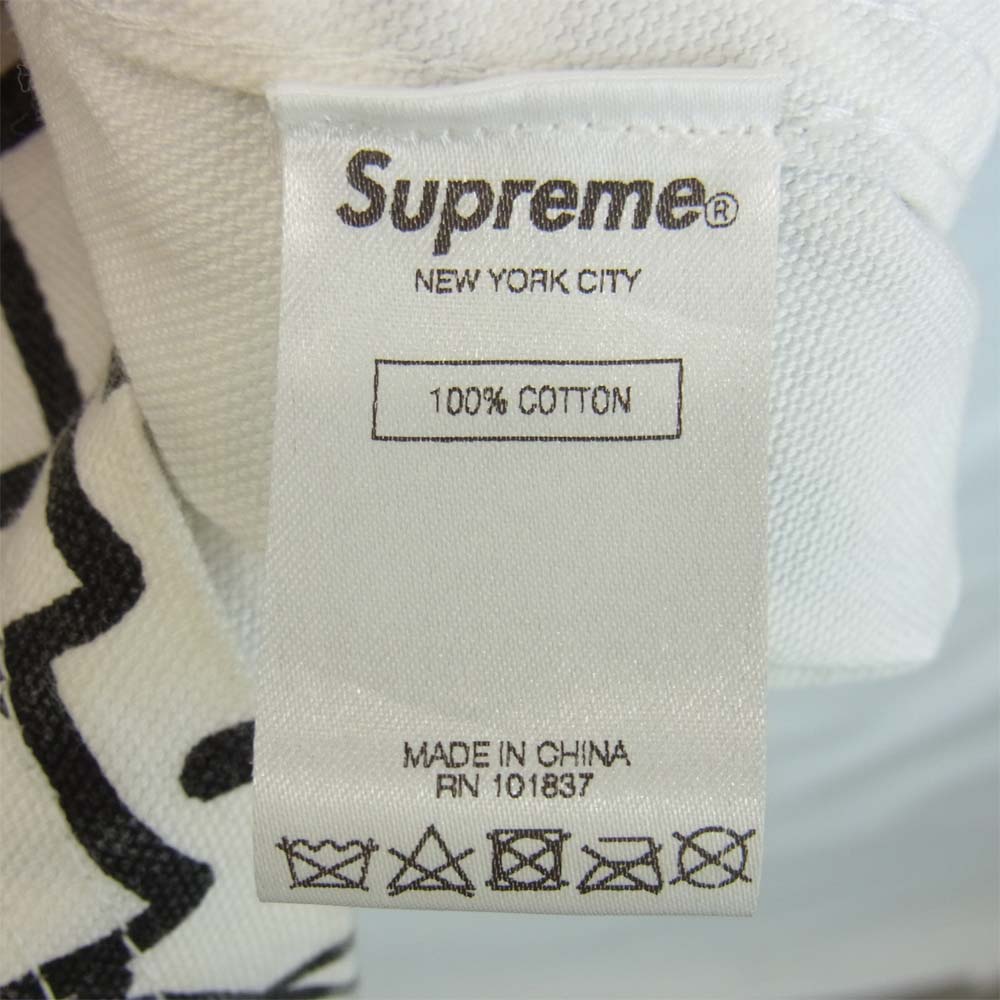 Supreme®
NEW YORK CITY
100% COTTON
MADE IN CHINA
RN 101837